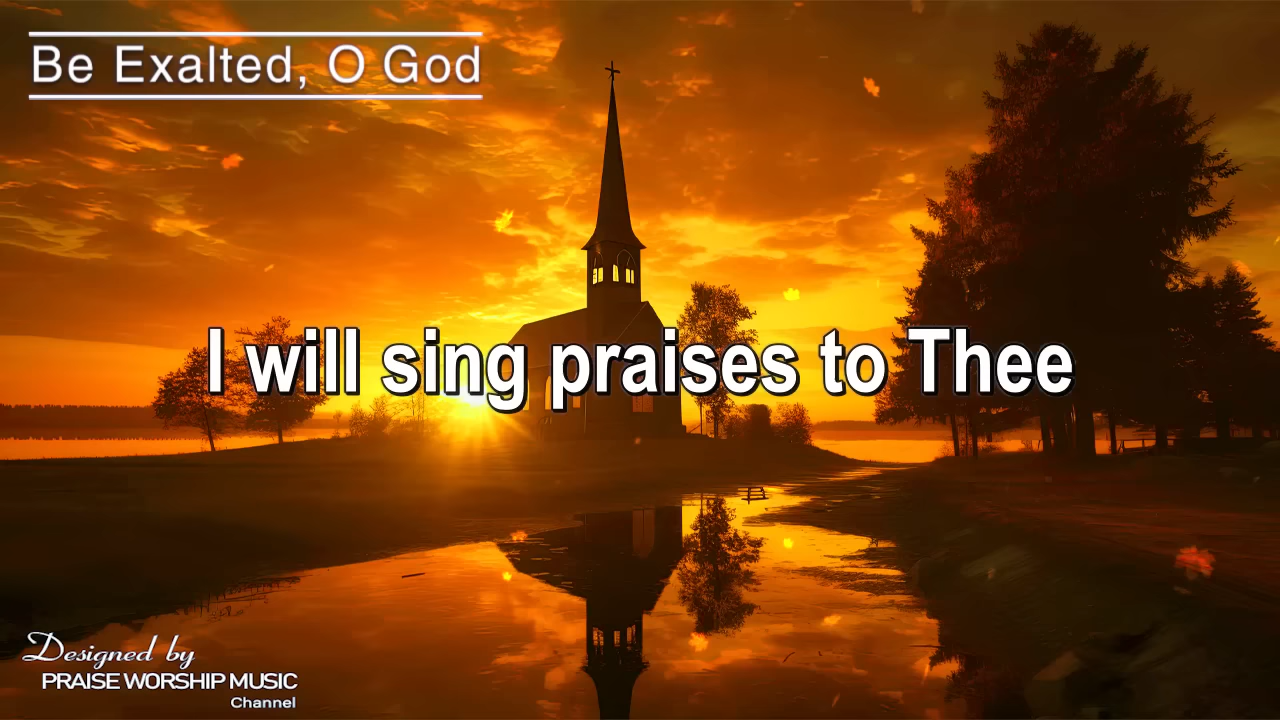 Be Exalted, O God
I will sing praises to Thee
Designed by
PRAISE WORSHIP MUSIC
Channel